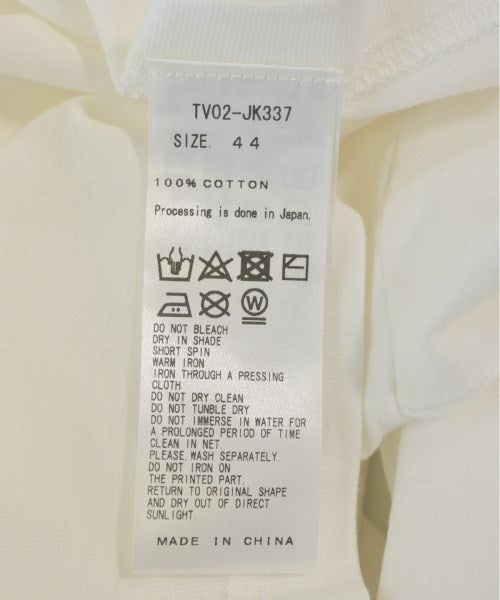 TV02-JK337
SIZE. 44
100% COTTON
Processing is done in Japan.
W
DO NOT BLEACH
DRY IN SHADE
SHORT SPIN
WARM IRON
IRON THROUGH A PRESSING
CLOTH
DO NOT DRY CLEAN
DO NOT TUMBLE DRY
DO NOT IMMERSE IN WATER FOR
A PROLONGED PERIOD OF TIME
CLEAN IN NET.
PLEASE WASH SEPARATELY.
DO NOT IRON ON
THE PRINTED PART.
RETURN TO ORIGINAL SHAPE
AND DRY OUT OF DIRECT
SUNLIGHT.
MADE IN CHINA